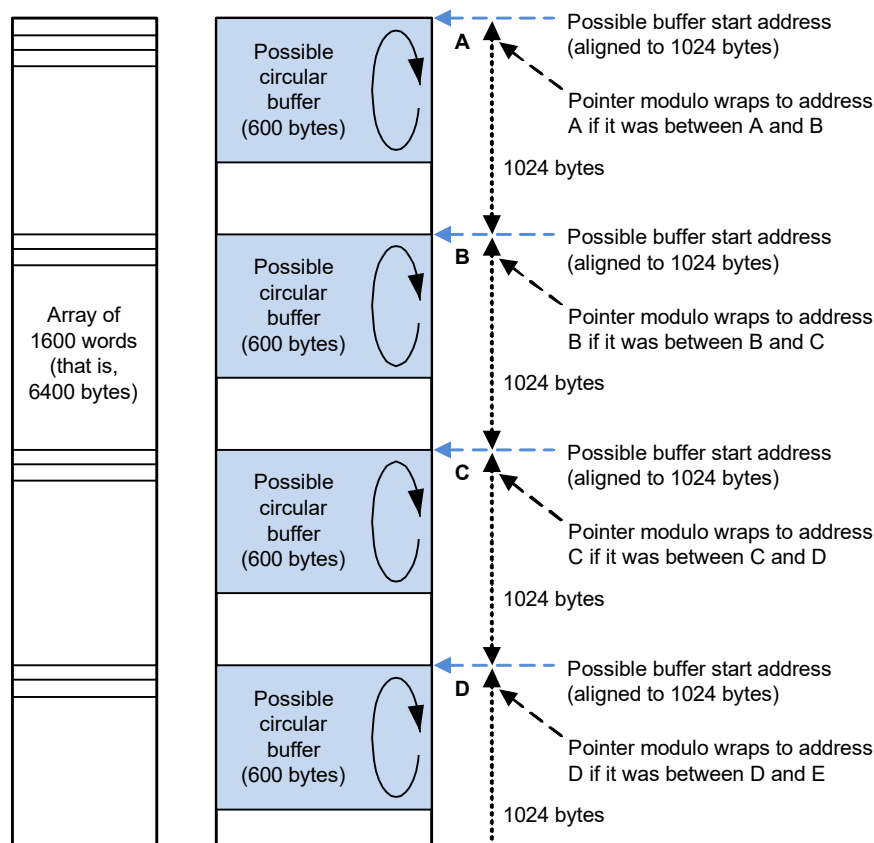 Array of
1600 words
(that is,
6400 bytes)
Possible
circular
buffer
(600 bytes)
A
Possible buffer start address
(aligned to 1024 bytes)
Pointer modulo wraps to address
A if it was between A and B
1024 bytes
Possible
circular
buffer
(600 bytes)
B
Possible buffer start address
(aligned to 1024 bytes)
Pointer modulo wraps to address
B if it was between B and C
1024 bytes
Possible
circular
buffer
(600 bytes)
C
Possible buffer start address
(aligned to 1024 bytes)
Pointer modulo wraps to address
C if it was between C and D
1024 bytes
Possible
circular
buffer
(600 bytes)
D
Possible buffer start address
(aligned to 1024 bytes)
Pointer modulo wraps to address
D if it was between D and E
1024 bytes